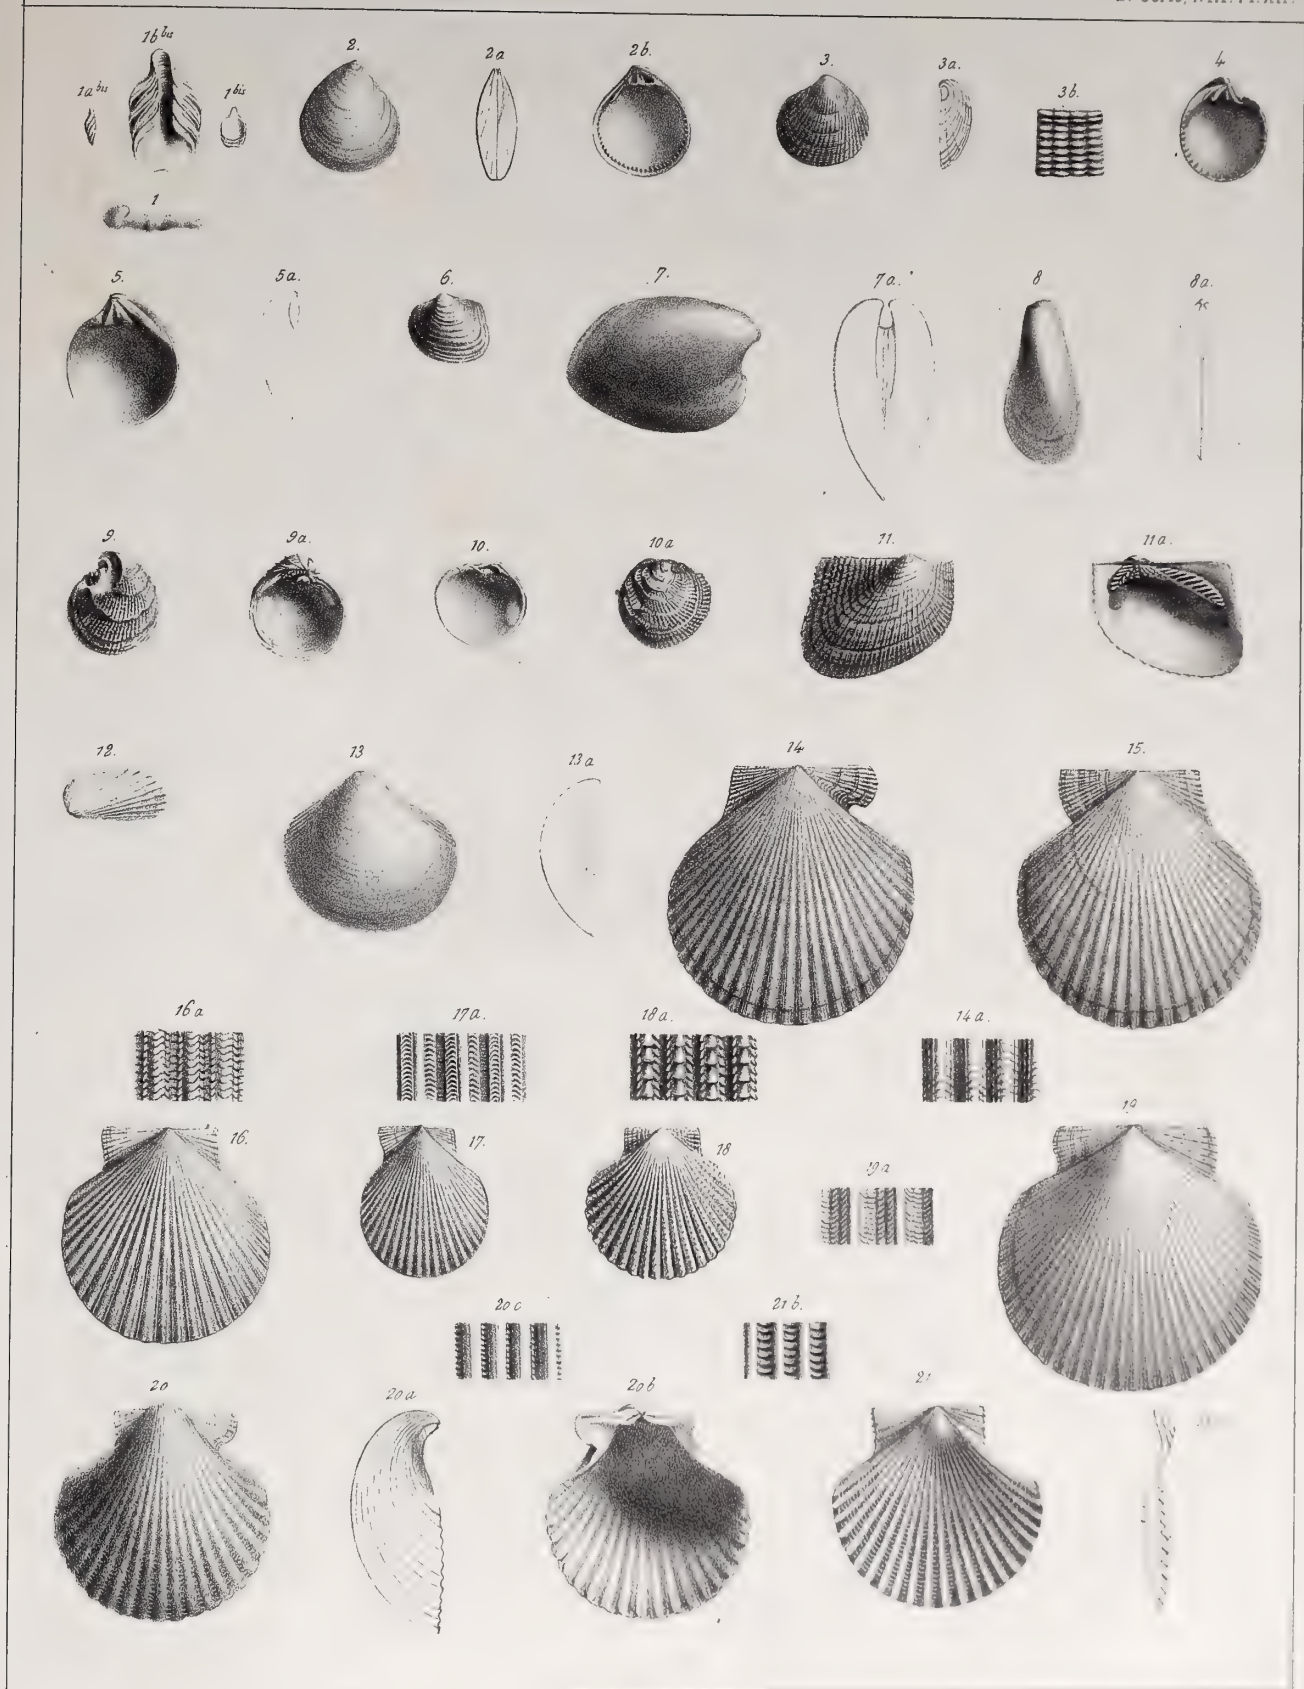 1b bis
2.
2a
2b.
3.
3a.
3b.
4
1a bis
1 bis
1
5.
5a.
6.
7.
7a.
8
8a.
9.
9a.
10.
10a
11.
11a.
12.
13
13a
14
15.
16a
17a.
18a.
14a.
19
16.
17.
18
19a
20c
21b.
20
20a
20b
21